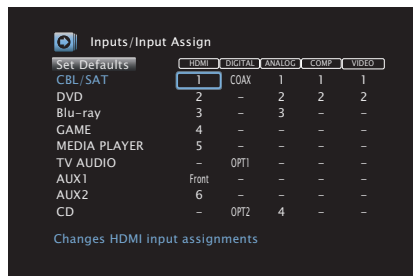 Inputs/Input Assign
Set Defaults HDMI DIGITAL ANALOG COMP VIDEO
CBL/SAT 1 COAX 1 1 1
DVD 2 – 2 2 2
Blu-ray 3 – 3 – –
GAME 4 – – – –
MEDIA PLAYER 5 – – – –
TV AUDIO – OPT1 – – –
AUX1 Front – – – –
AUX2 6 – – – –
CD – OPT2 4 – –
Changes HDMI input assignments